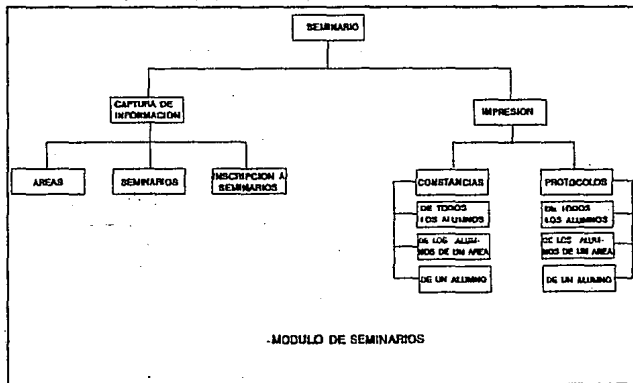 SEMINARIO
CAPTURA DE
INFORMACION
IMPRESION
AREAS
SEMINARIOS
INSCRIPCION A
SEMINARIOS
CONSTANCIAS
PROTOCOLOS
DE TODOS
LOS ALUMNOS
DE TODOS
LOS ALUMNOS
DE LOS ALUM-
NOS DE UN AREA
DE LOS ALUM-
NOS DE UN AREA
DE UN ALUMNO
DE UN ALUMNO
-MODULO DE SEMINARIOS